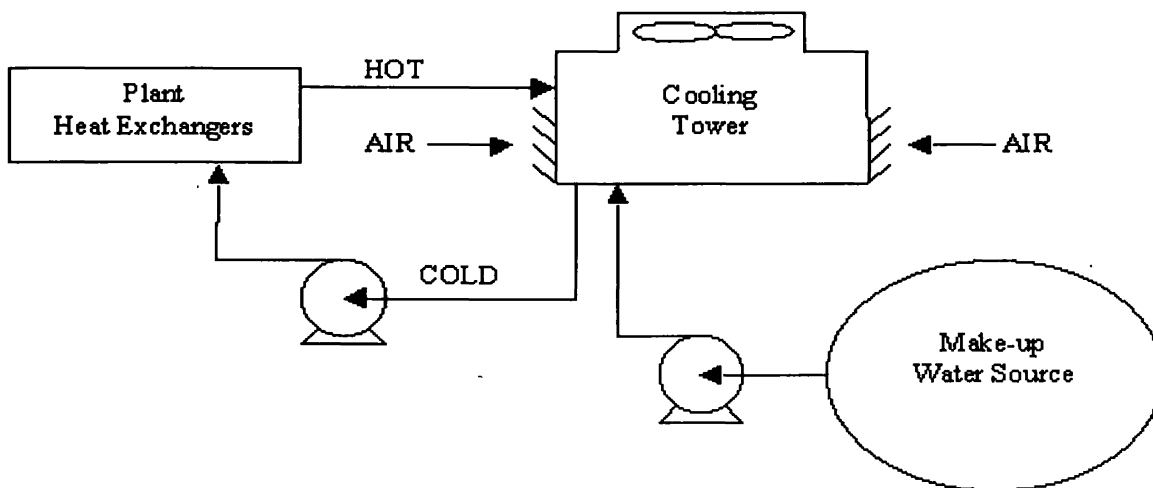 HOT
Plant
Heat Exchangers
Cooling
Tower
AIR
AIR
COLD
Make-up
Water Source